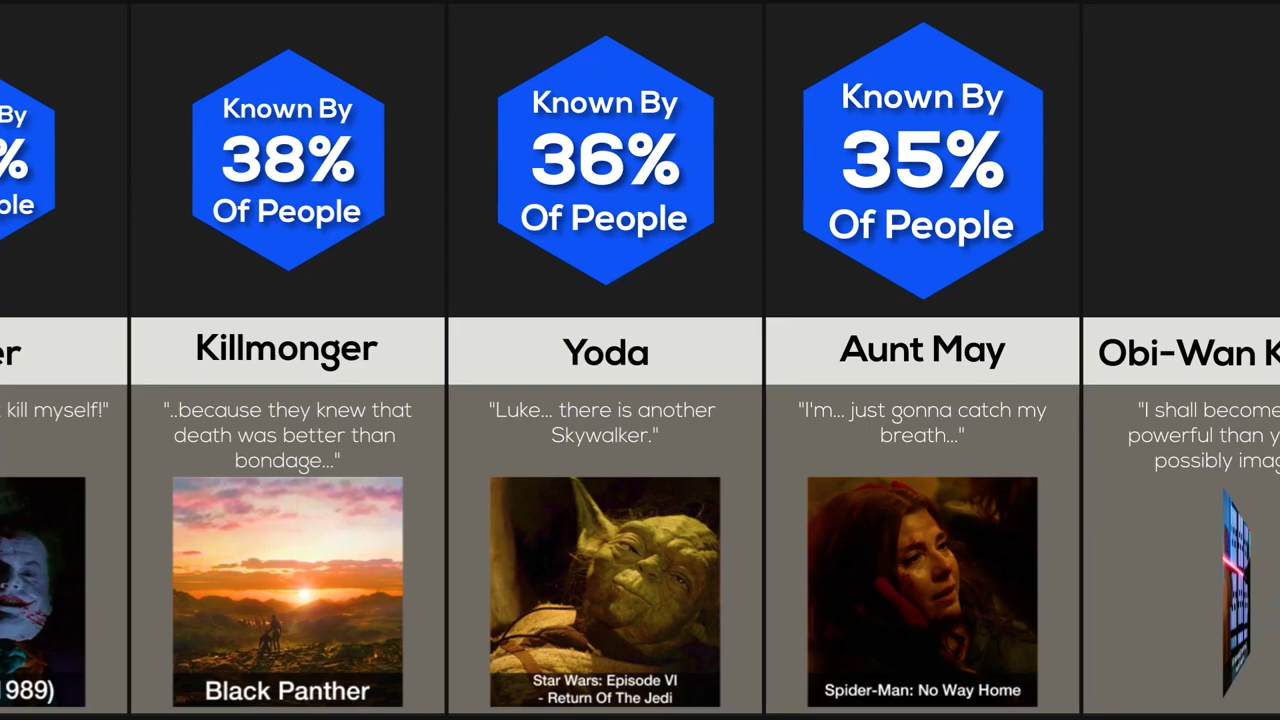 By
%
ple
er
kill myself!"
1989)
Known By
38%
Of People
Killmonger
"..because they knew that
death was better than
bondage..."
Black Panther
Known By
36%
Of People
Yoda
"Luke... there is another
Skywalker."
Star Wars: Episode VI
- Return Of The Jedi
Known By
35%
Of People
Aunt May
"I'm... just gonna catch my
breath..."
Spider-Man: No Way Home
Obi-Wan K
"I shall become
powerful than y
possibly imag